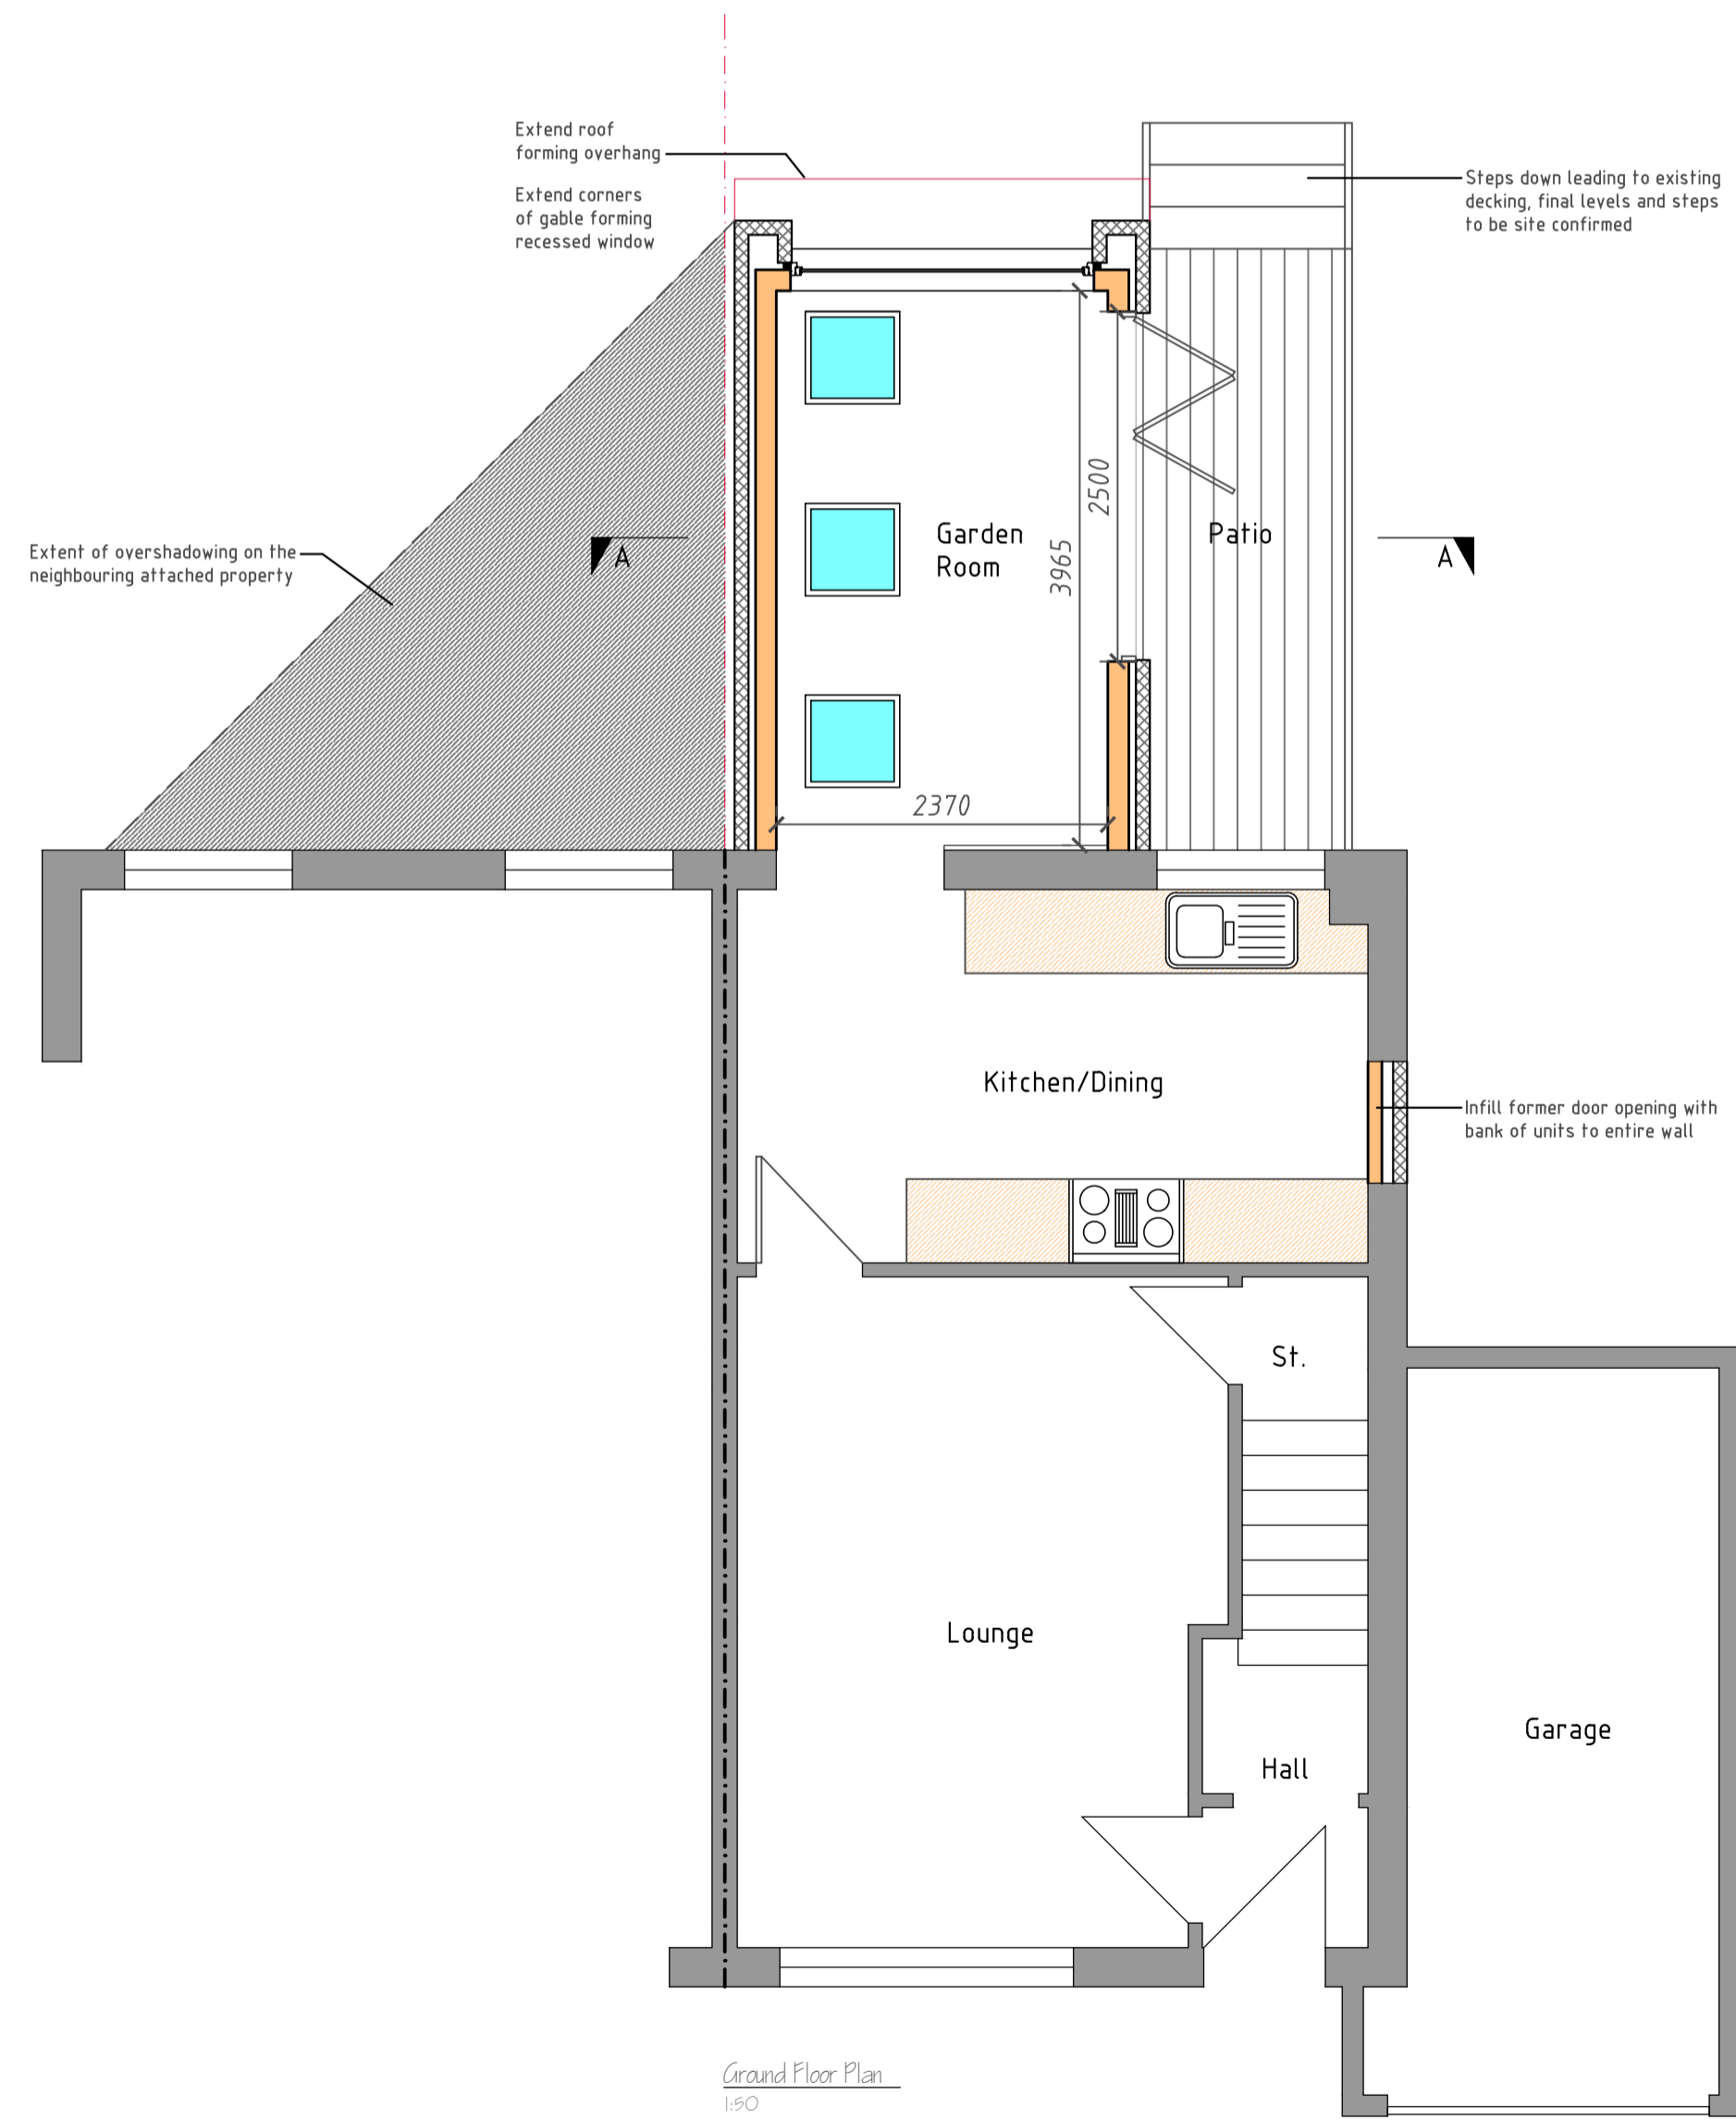 Extend roof
forming overhang
Extend corners
of gable forming
recessed window
Steps down leading to existing
decking, final levels and steps
to be site confirmed
Extent of overshadowing on the
neighbouring attached property
A
Garden
Room
2500
3965
Patio
A
2370
Kitchen/Dining
Infill former door opening with
bank of units to entire wall
St.
Lounge
Garage
Hall
Ground Floor Plan
1:50